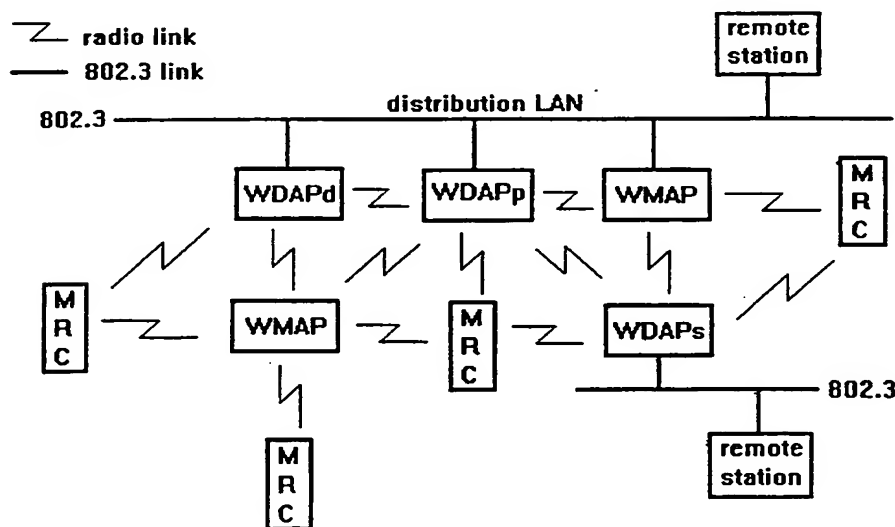 radio link
802.3 link
remote
station
distribution LAN
802.3
WDAPd
WDAPp
WMAP
M
R
C
M
R
C
WMAP
M
R
C
WDAPs
802.3
M
R
C
remote
station